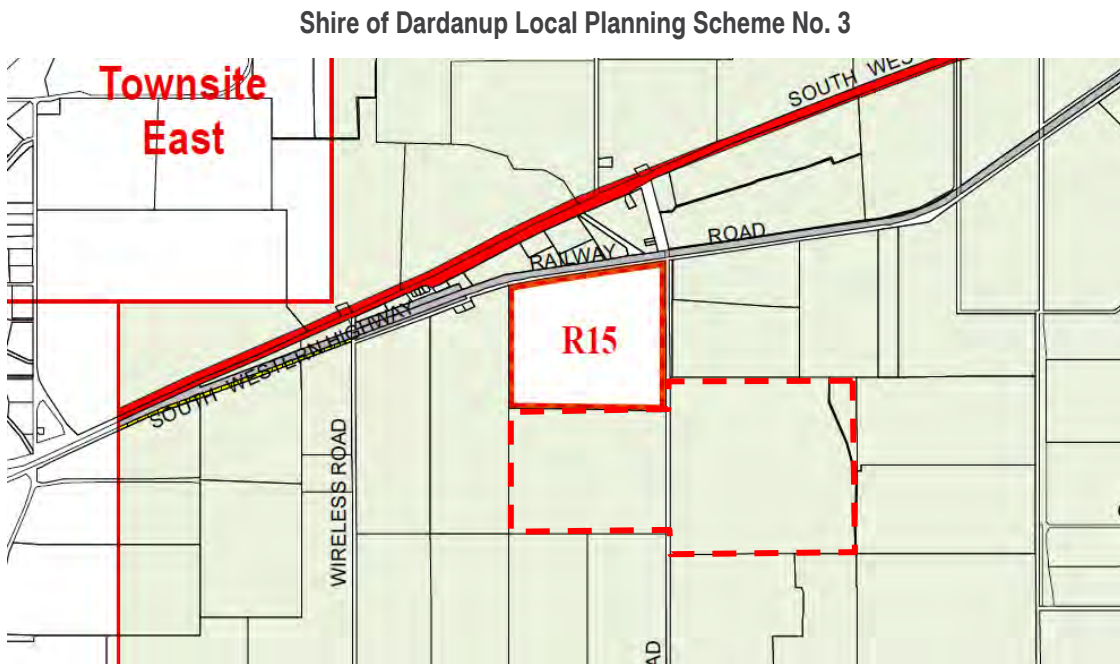 Shire of Dardanup Local Planning Scheme No. 3
Townsite
East
SOUTH WES
RAILWAY ROAD
SOUTH WESTERN HIGHWAY
R15
WIRELESS ROAD
AD